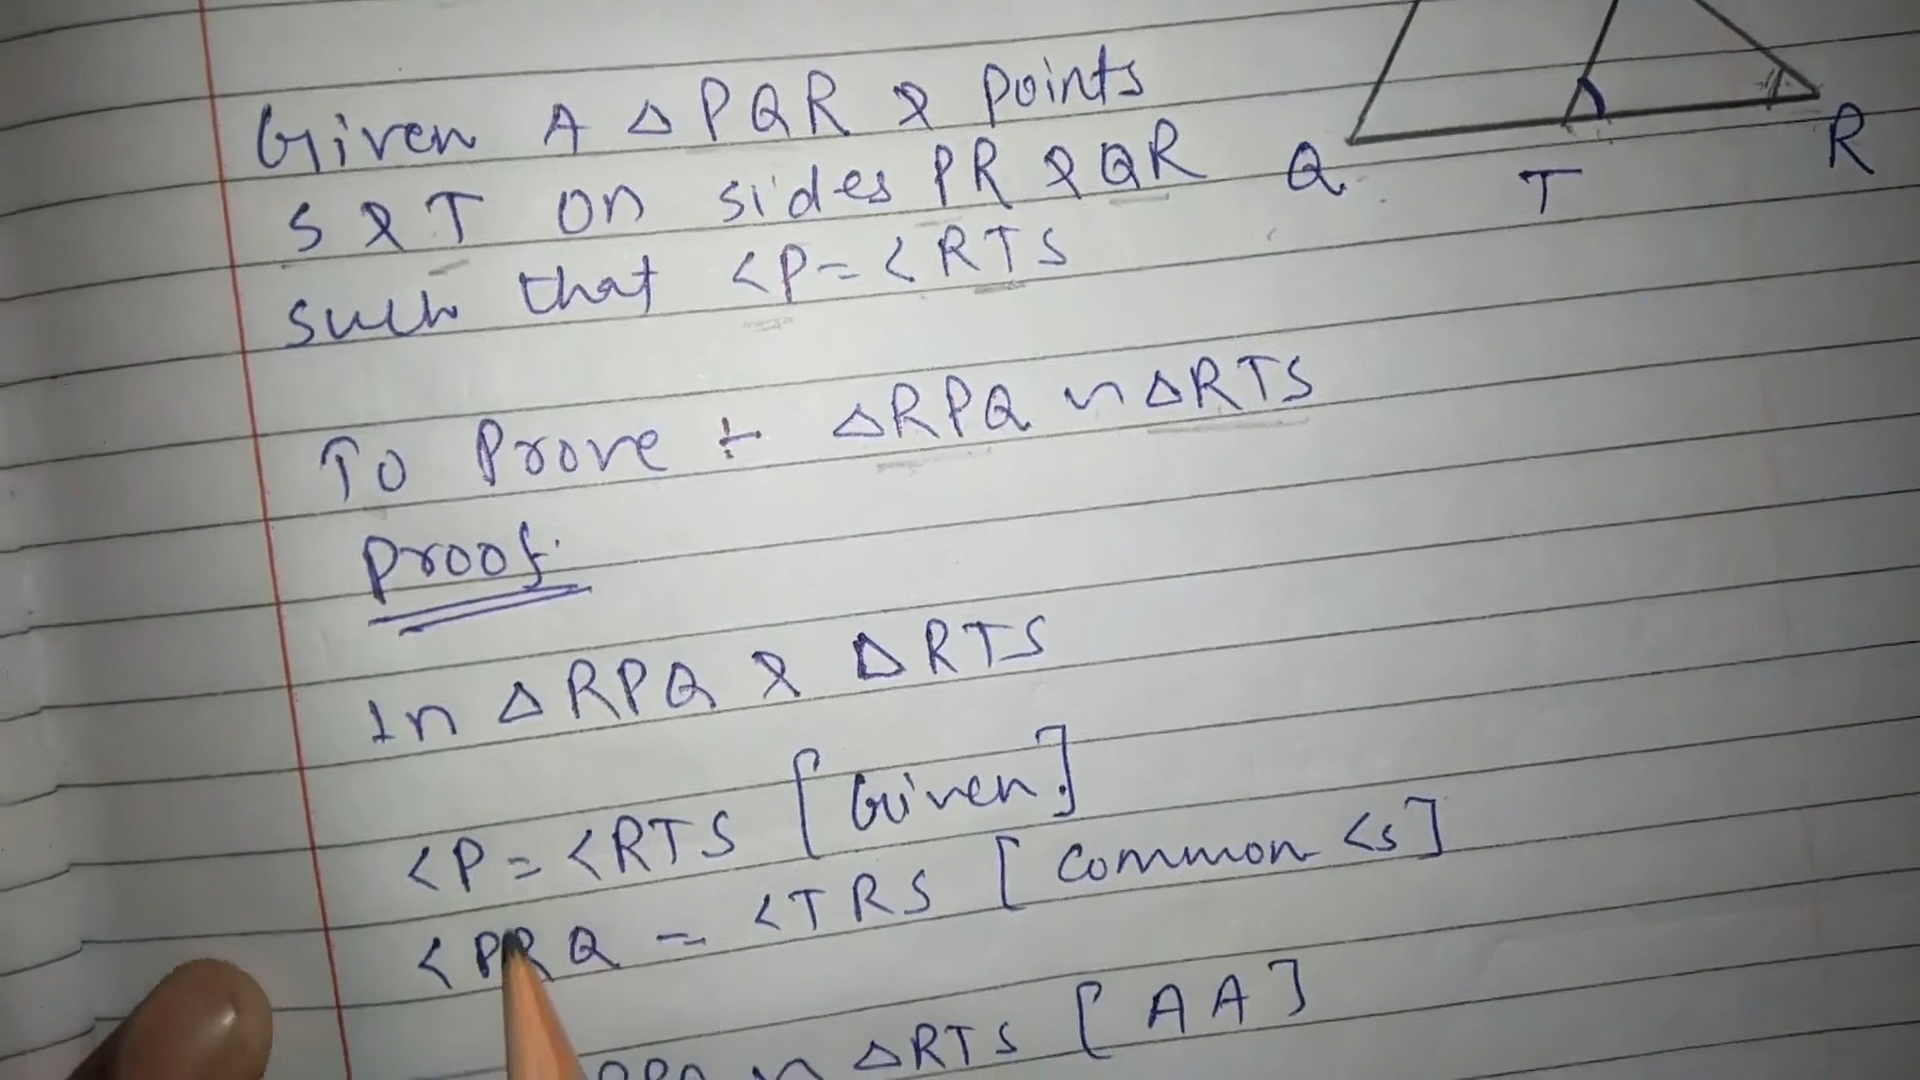 Given A △ PQR & points
S & T on sides PR & QR
such that <P = <RTS
Q T R
To Prove ÷ △RPQ ~ △RTS
Proof.
In △RPQ & △RTS
<P = <RTS [Given]
<PRQ = <TRS [common <s]
~ △RTS [AA]